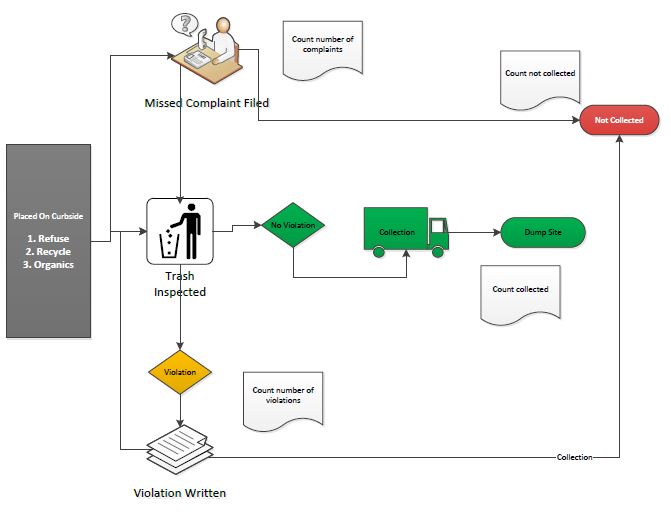 ?
Count number of
complaints
Missed Complaint Filed
Count not collected
Not Collected
Placed On Curbside
1. Refuse
2. Recycle
3. Organics
No Violation
Collection
Dump Site
Trash
Inspected
Count collected
Violation
Count number of
violations
Collection
Violation Written